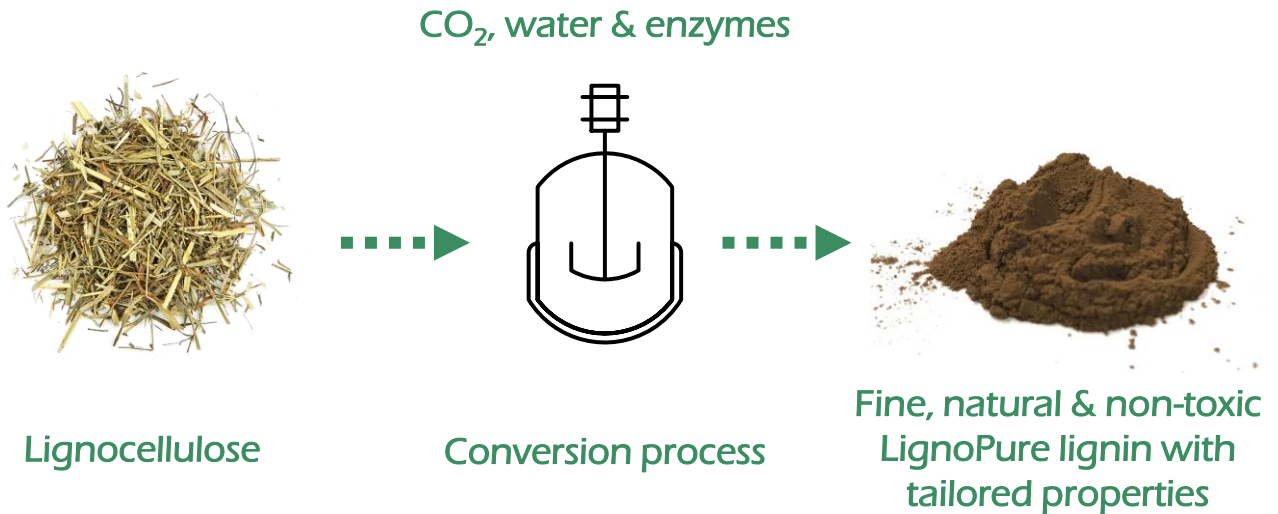 CO₂, water & enzymes
Lignocellulose
Conversion process
Fine, natural & non-toxic
LignoPure lignin with
tailored properties